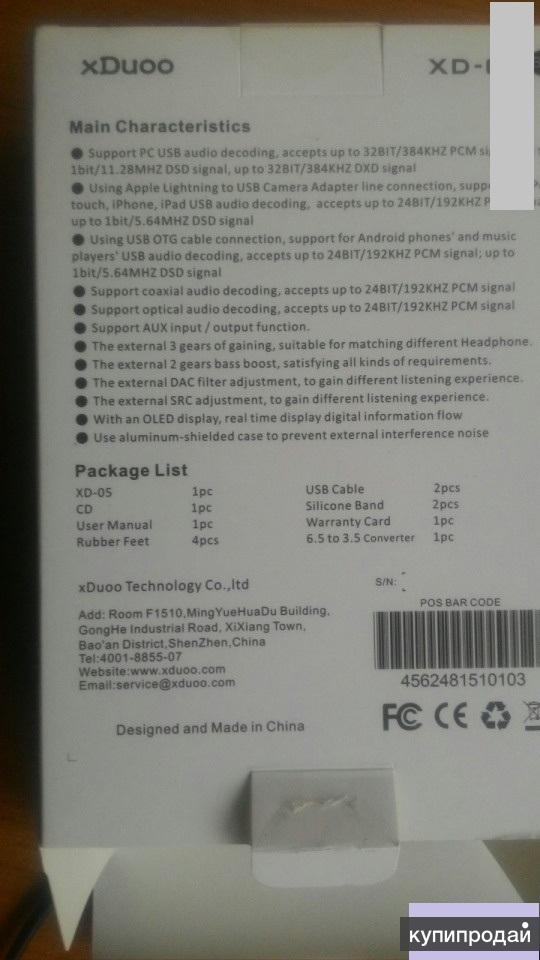 xDuoo XD-
Main Characteristics
● Support PC USB audio decoding, accepts up to 32BIT/384KHZ PCM
1bit/11.28MHZ DSD signal, up to 32BIT/384KHZ DXD signal
● Using Apple Lightning to USB Camera Adapter line connection,
touch, iPhone, iPad USB audio decoding, accepts up to 24BIT/192KHZ
up to 1bit/5.64MHZ DSD signal
● Using USB OTG cable connection, support for Android phones' and music
players' USB audio decoding, accepts up to 24BIT/192KHZ PCM signal; up to
1bit/5.64MHZ DSD signal
● Support coaxial audio decoding, accepts up to 24BIT/192KHZ PCM signal
● Support optical audio decoding, accepts up to 24BIT/192KHZ PCM signal
● Support AUX input / output function.
● The external 3 gears of gaining, suitable for matching different Headphone.
● The external 2 gears bass boost, satisfying all kinds of requirements.
● The external DAC filter adjustment, to gain different listening experience.
● The external SRC adjustment, to gain different listening experience.
● With an OLED display, real time display digital information flow
● Use aluminum-shielded case to prevent external interference noise
Package List
XD-05 1pc USB Cable 2pcs
CD 1pc Silicone Band 2pcs
User Manual 1pc Warranty Card 1pc
Rubber Feet 4pcs 6.5 to 3.5 Converter 1pc
xDuoo Technology Co.,ltd S/N:
Add: Room F1510,MingYueHuaDu Building,
GongHe Industrial Road, XiXiang Town,
Bao'an District,ShenZhen,China
Tel:4001-8855-07
Website:www.xduoo.com
Email:service@xduoo.com
POS BAR CODE
4562481510103
FC CE
Designed and Made in China
купипродай